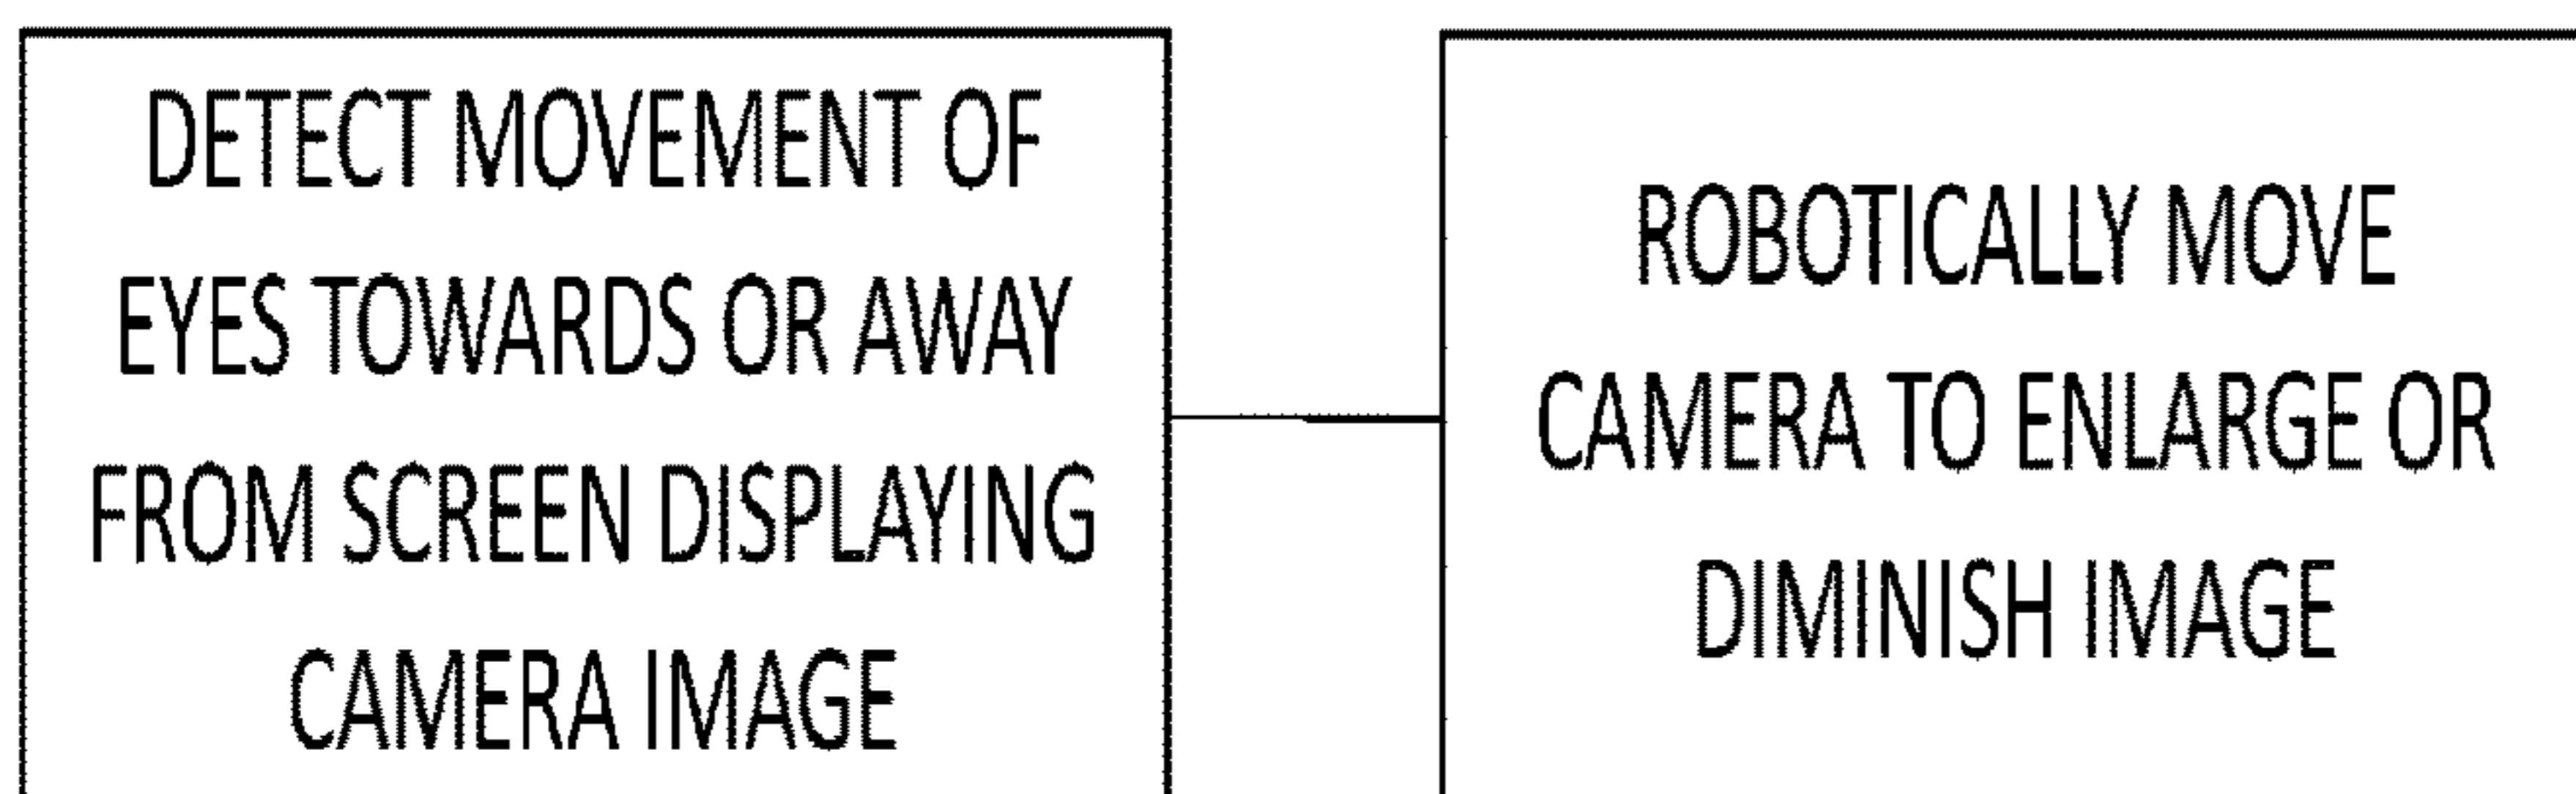 DETECT MOVEMENT OF
EYES TOWARDS OR AWAY
FROM SCREEN DISPLAYING
CAMERA IMAGE
ROBOTICALLY MOVE
CAMERA TO ENLARGE OR
DIMINISH IMAGE